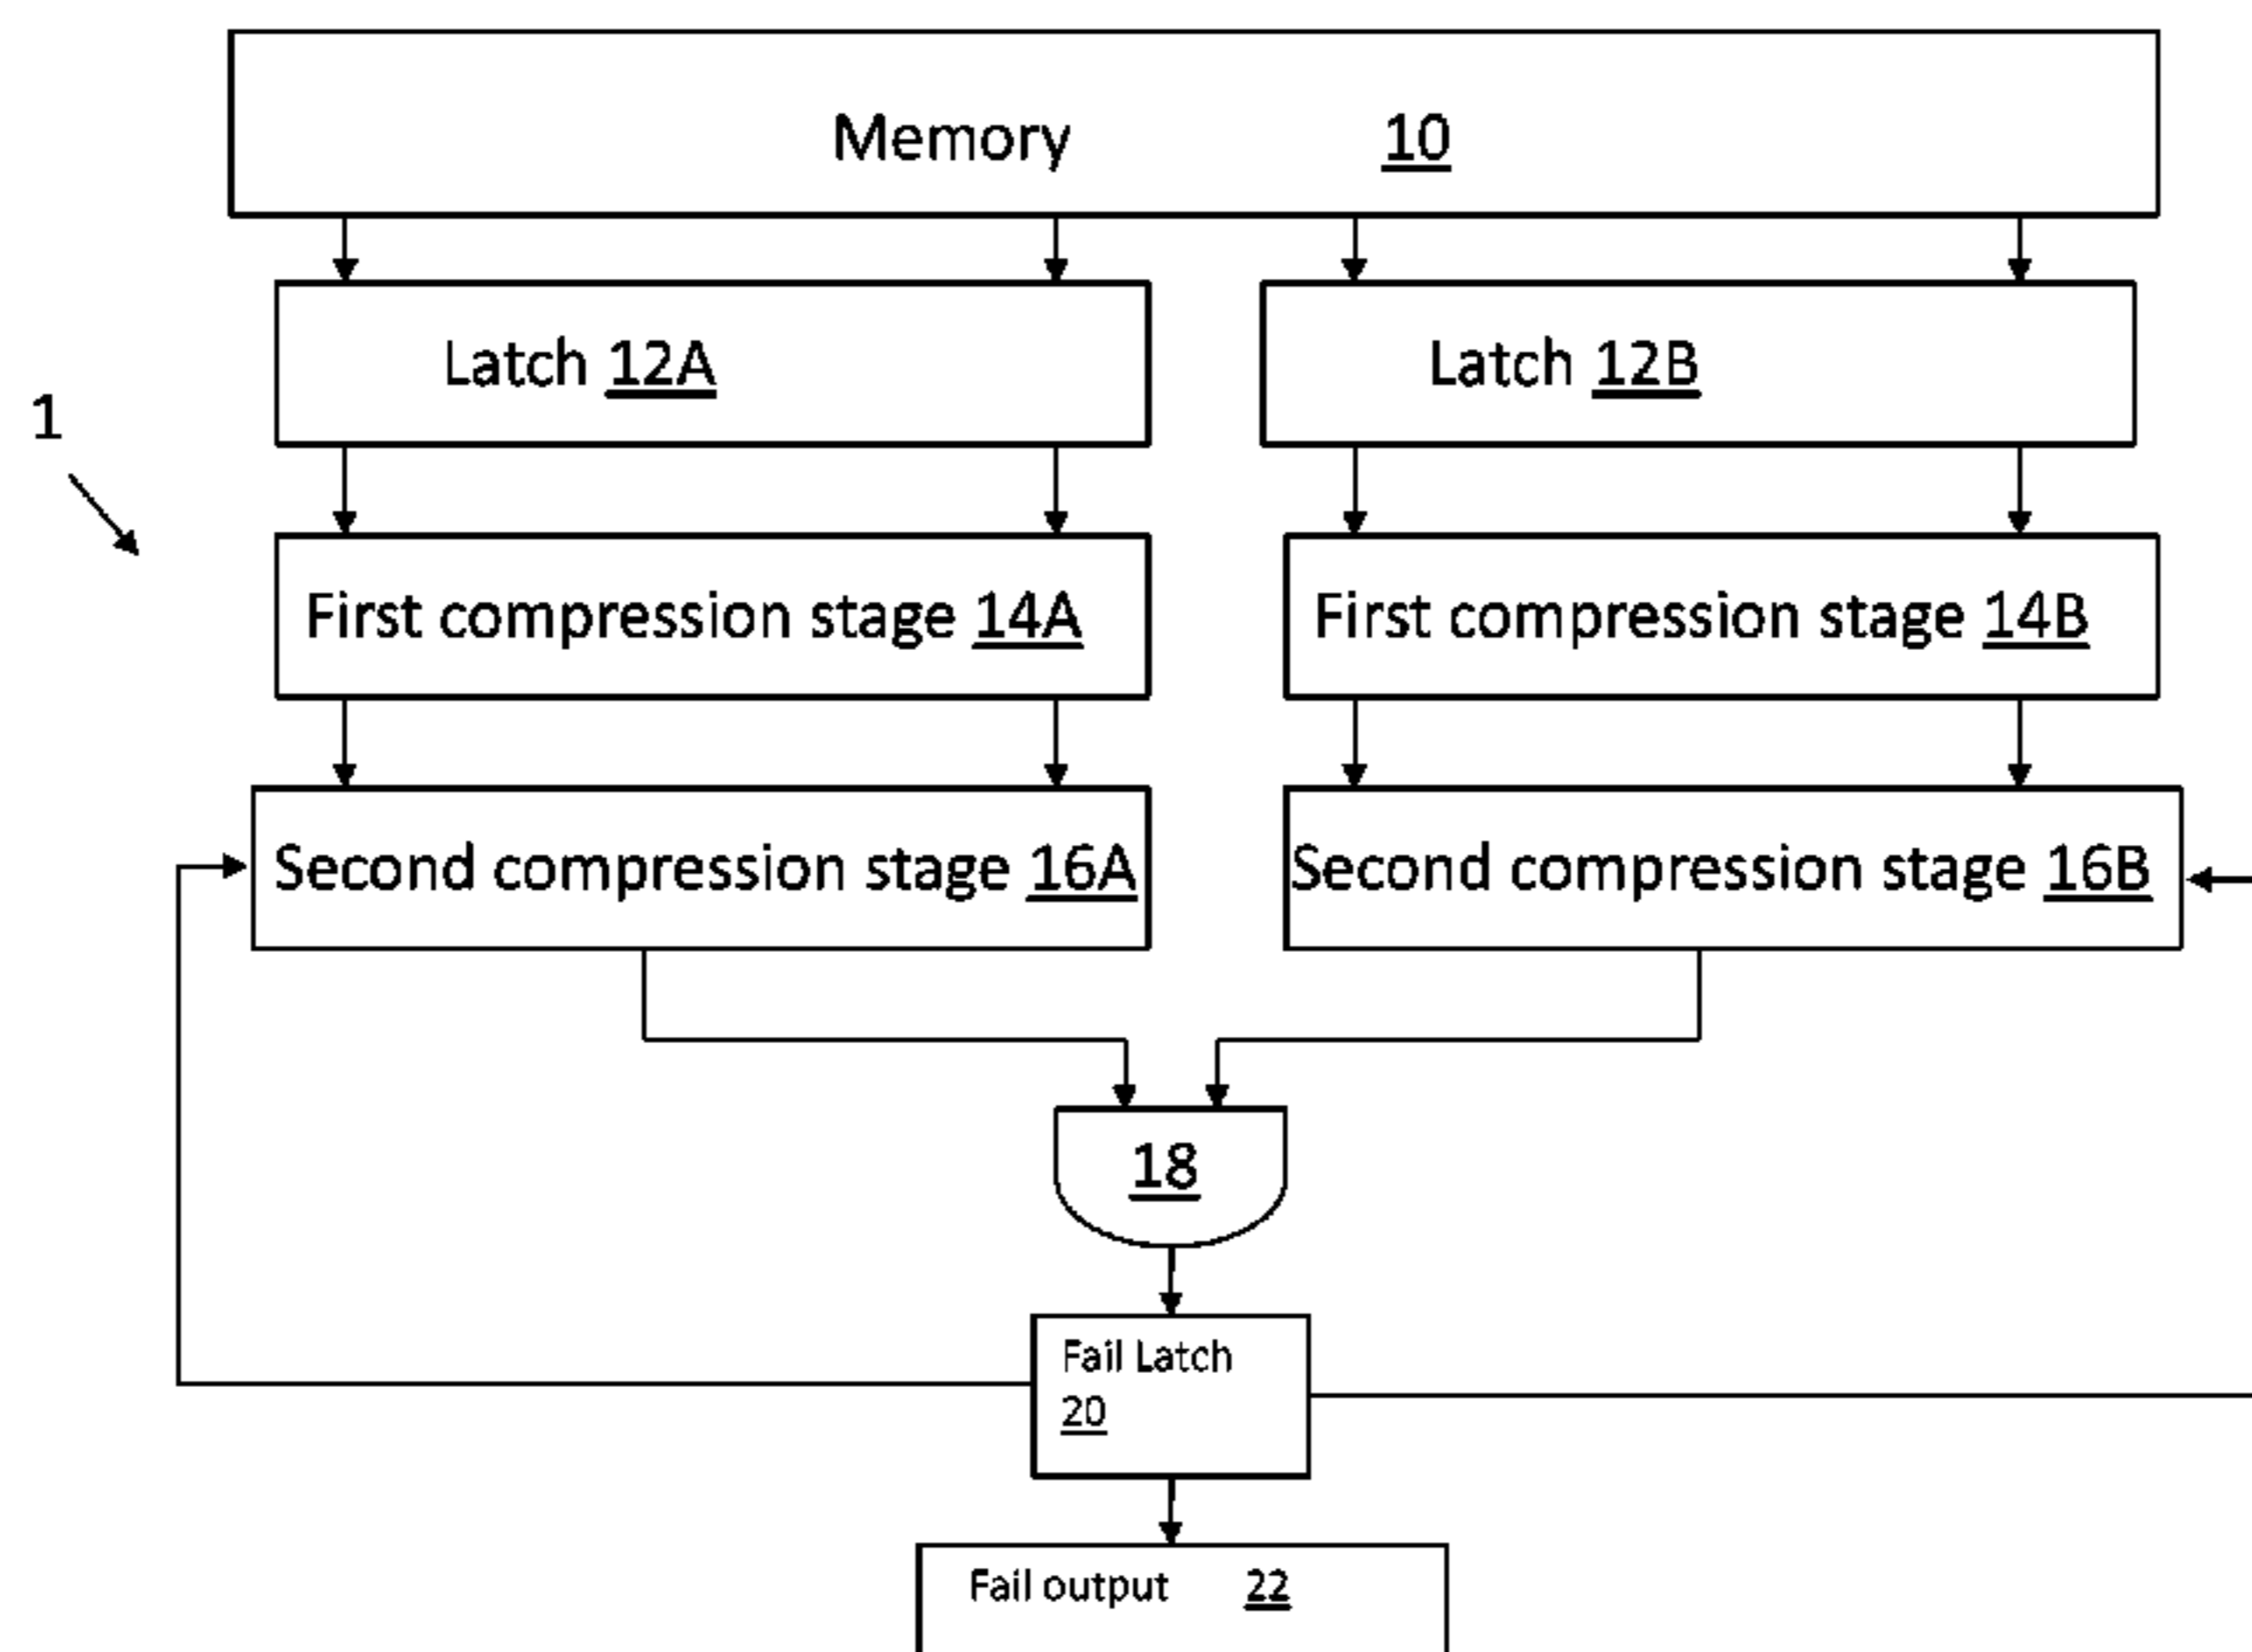 Memory 10
Latch 12A
Latch 12B
1
First compression stage 14A
First compression stage 14B
Second compression stage 16A
Second compression stage 16B
18
Fail Latch
20
Fail output 22